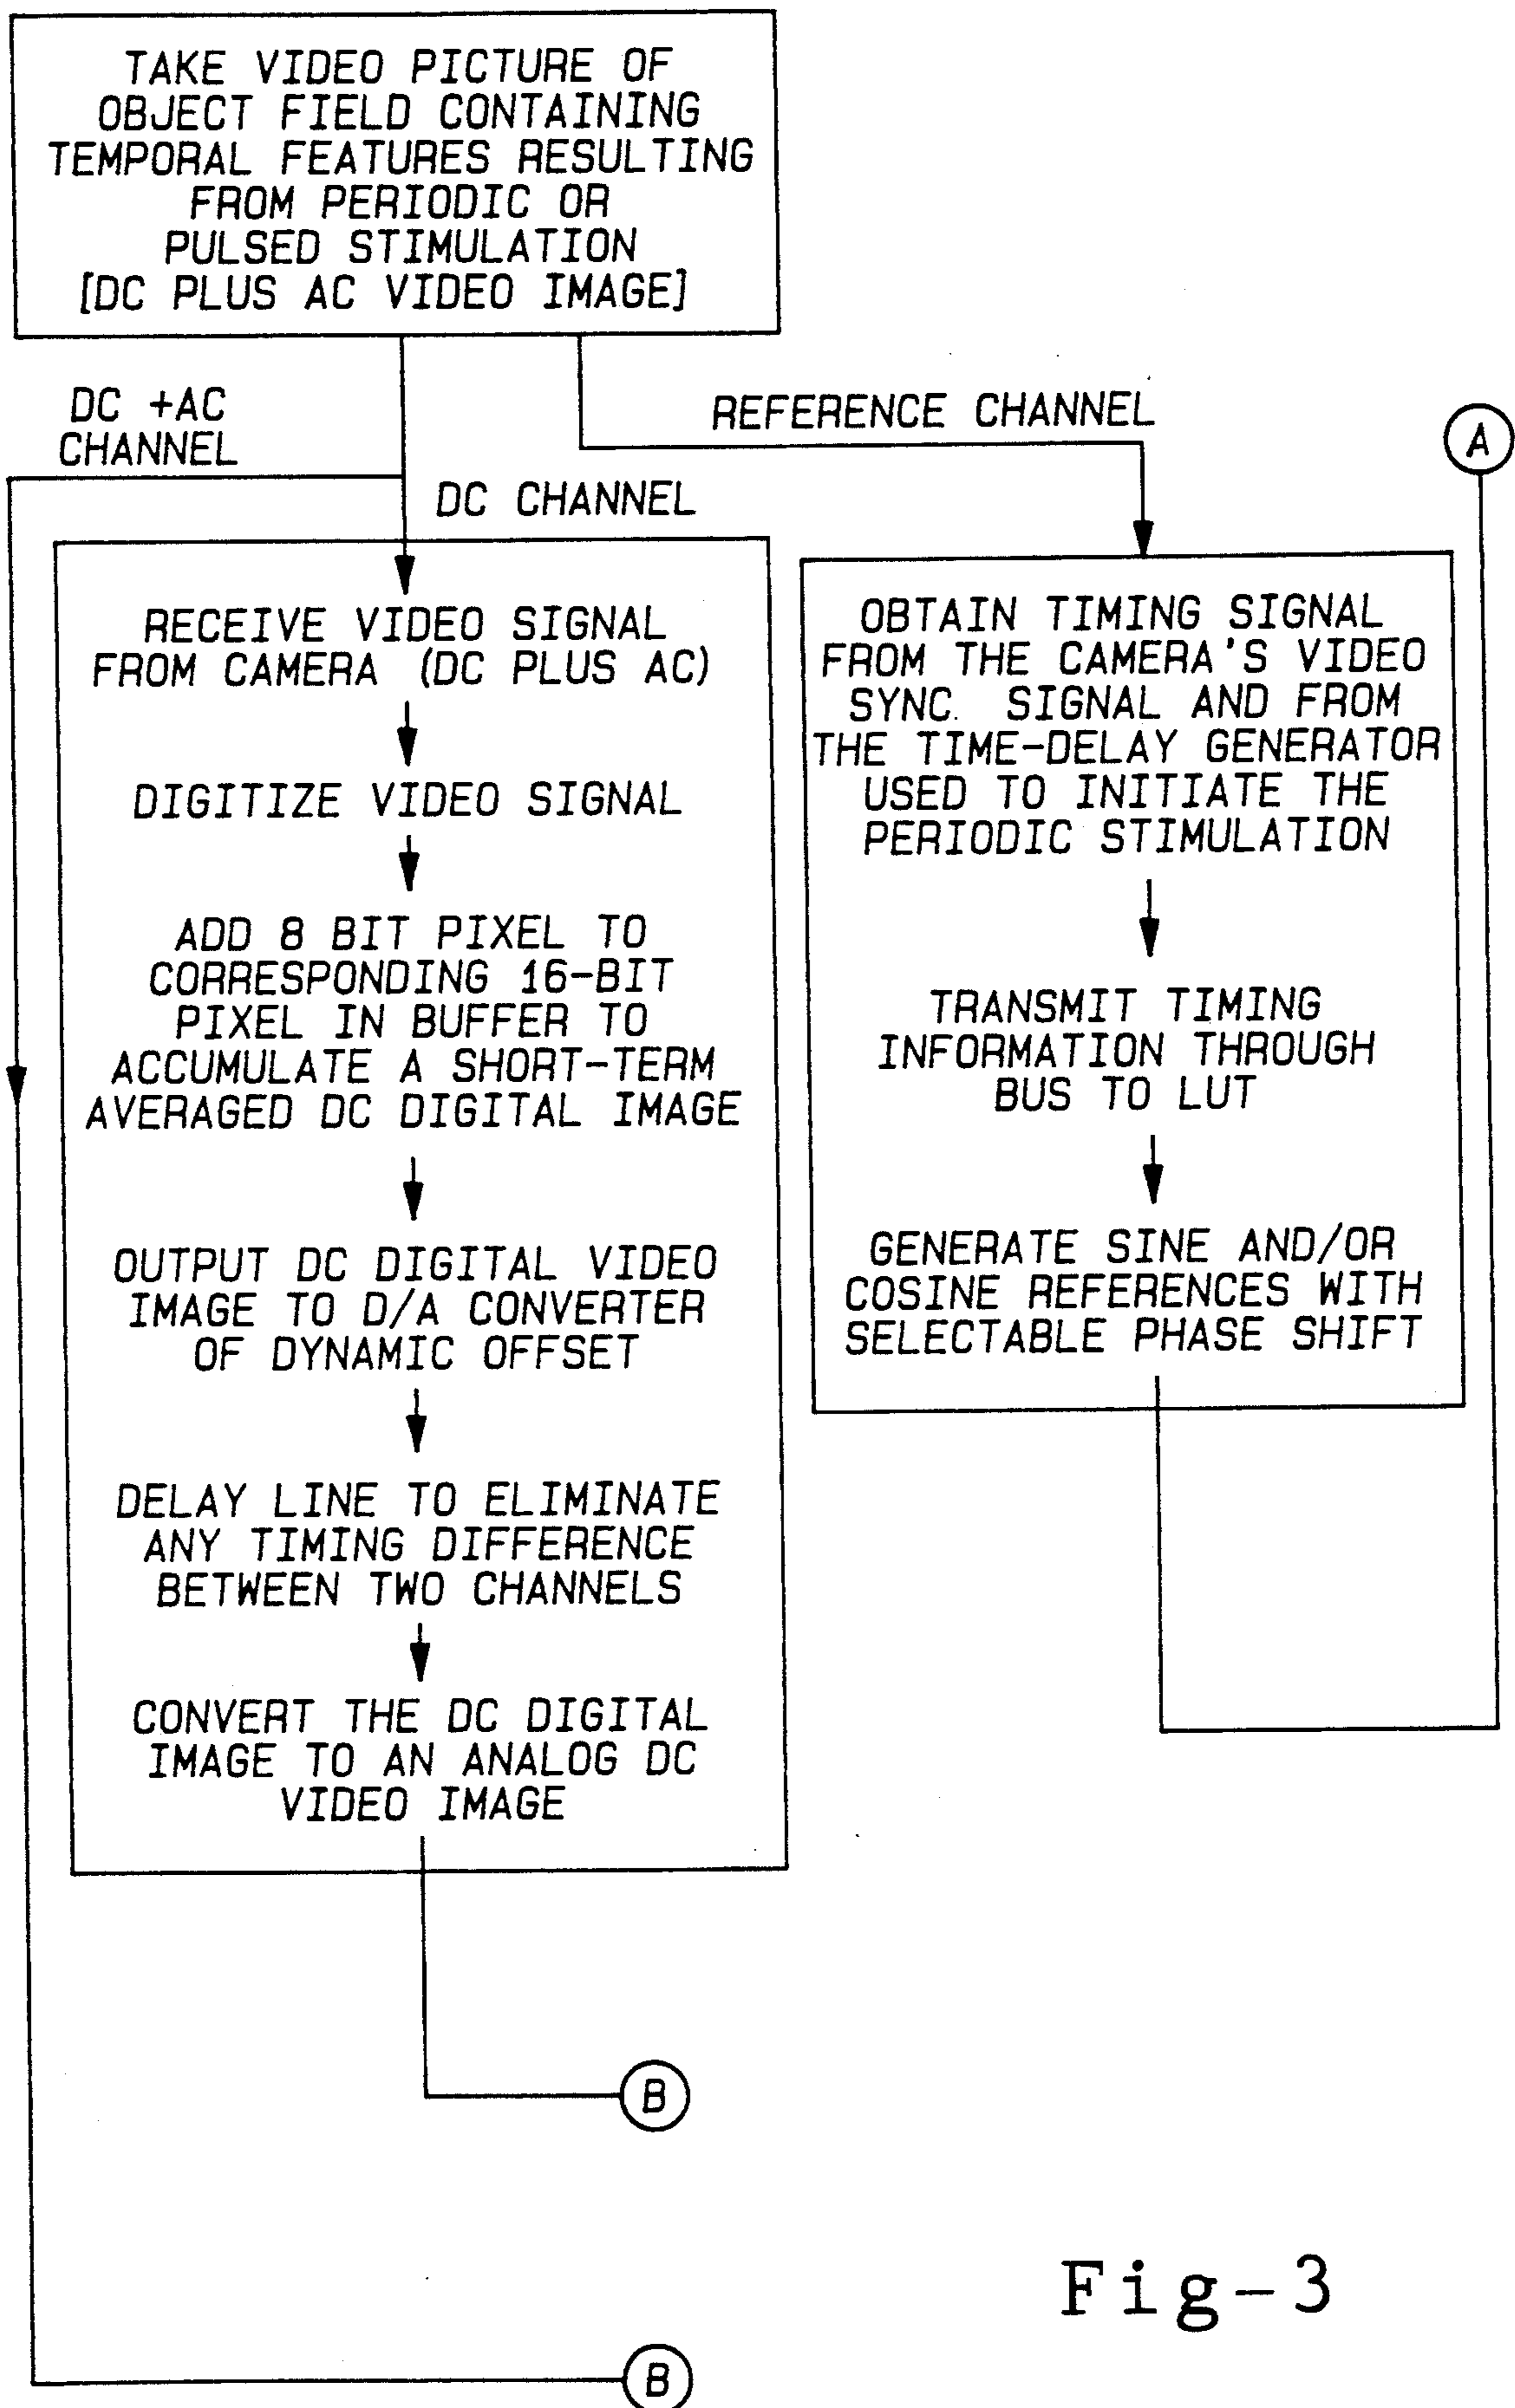 TAKE VIDEO PICTURE OF
OBJECT FIELD CONTAINING
TEMPORAL FEATURES RESULTING
FROM PERIODIC OR
PULSED STIMULATION
[DC PLUS AC VIDEO IMAGE]
DC +AC
CHANNEL
REFERENCE CHANNEL
A
DC CHANNEL
RECEIVE VIDEO SIGNAL
FROM CAMERA (DC PLUS AC)
DIGITIZE VIDEO SIGNAL
ADD 8 BIT PIXEL TO
CORRESPONDING 16-BIT
PIXEL IN BUFFER TO
ACCUMULATE A SHORT-TERM
AVERAGED DC DIGITAL IMAGE
OUTPUT DC DIGITAL VIDEO
IMAGE TO D/A CONVERTER
OF DYNAMIC OFFSET
DELAY LINE TO ELIMINATE
ANY TIMING DIFFERENCE
BETWEEN TWO CHANNELS
CONVERT THE DC DIGITAL
IMAGE TO AN ANALOG DC
VIDEO IMAGE
OBTAIN TIMING SIGNAL
FROM THE CAMERA'S VIDEO
SYNC. SIGNAL AND FROM
THE TIME-DELAY GENERATOR
USED TO INITIATE THE
PERIODIC STIMULATION
TRANSMIT TIMING
INFORMATION THROUGH
BUS TO LUT
GENERATE SINE AND/OR
COSINE REFERENCES WITH
SELECTABLE PHASE SHIFT
B
B
Fig-3